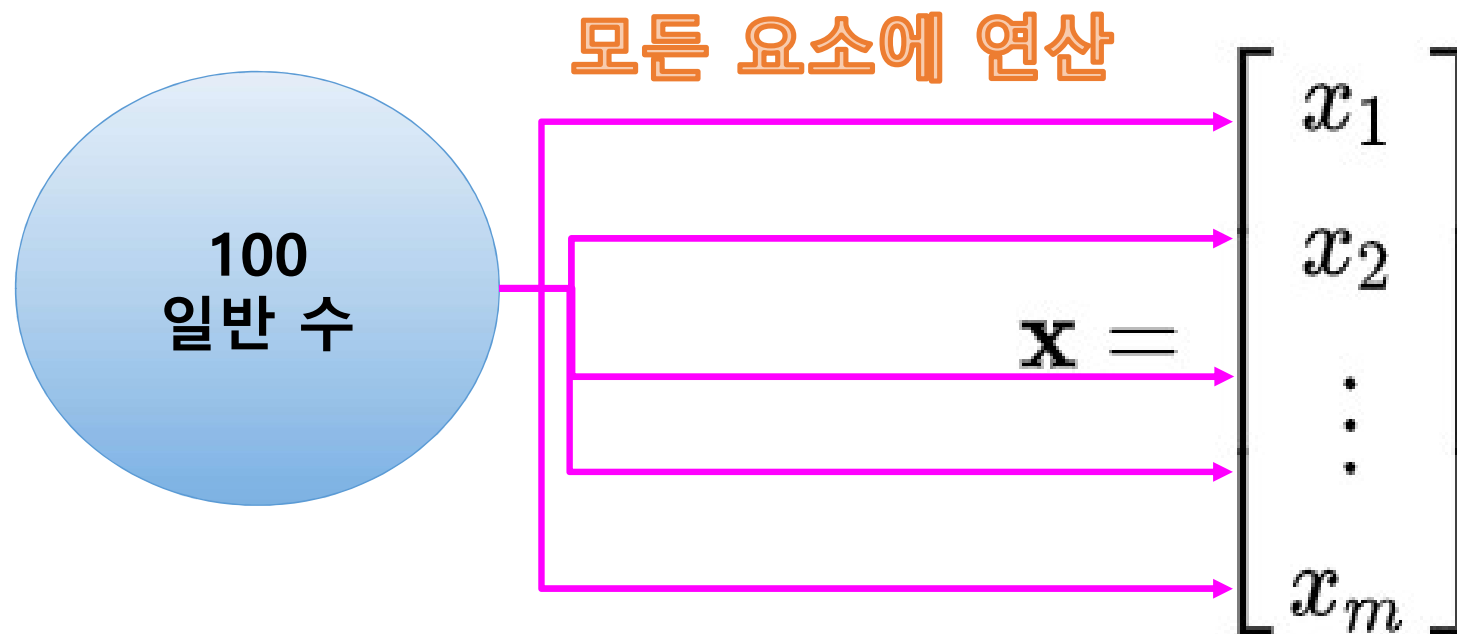 모든 요소에 연산
100
일반 수
x =
x₁
x₂
⋮
xₘ